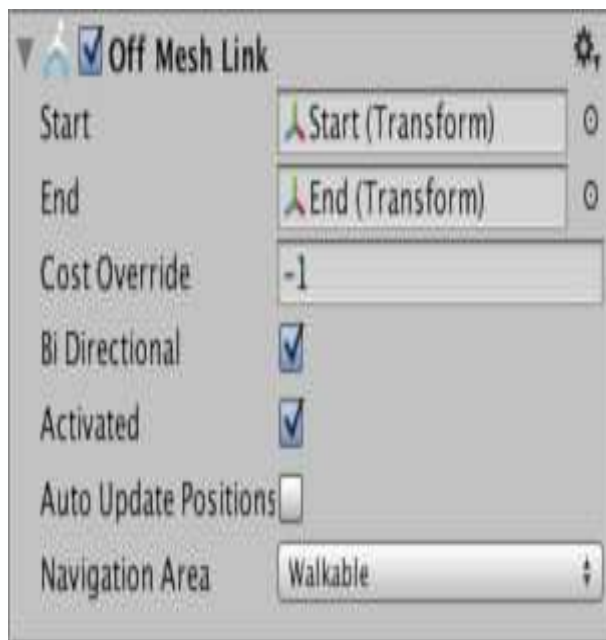 Off Mesh Link
Start Start (Transform)
End End (Transform)
Cost Override -1
Bi Directional
Activated
Auto Update Positions
Navigation Area Walkable